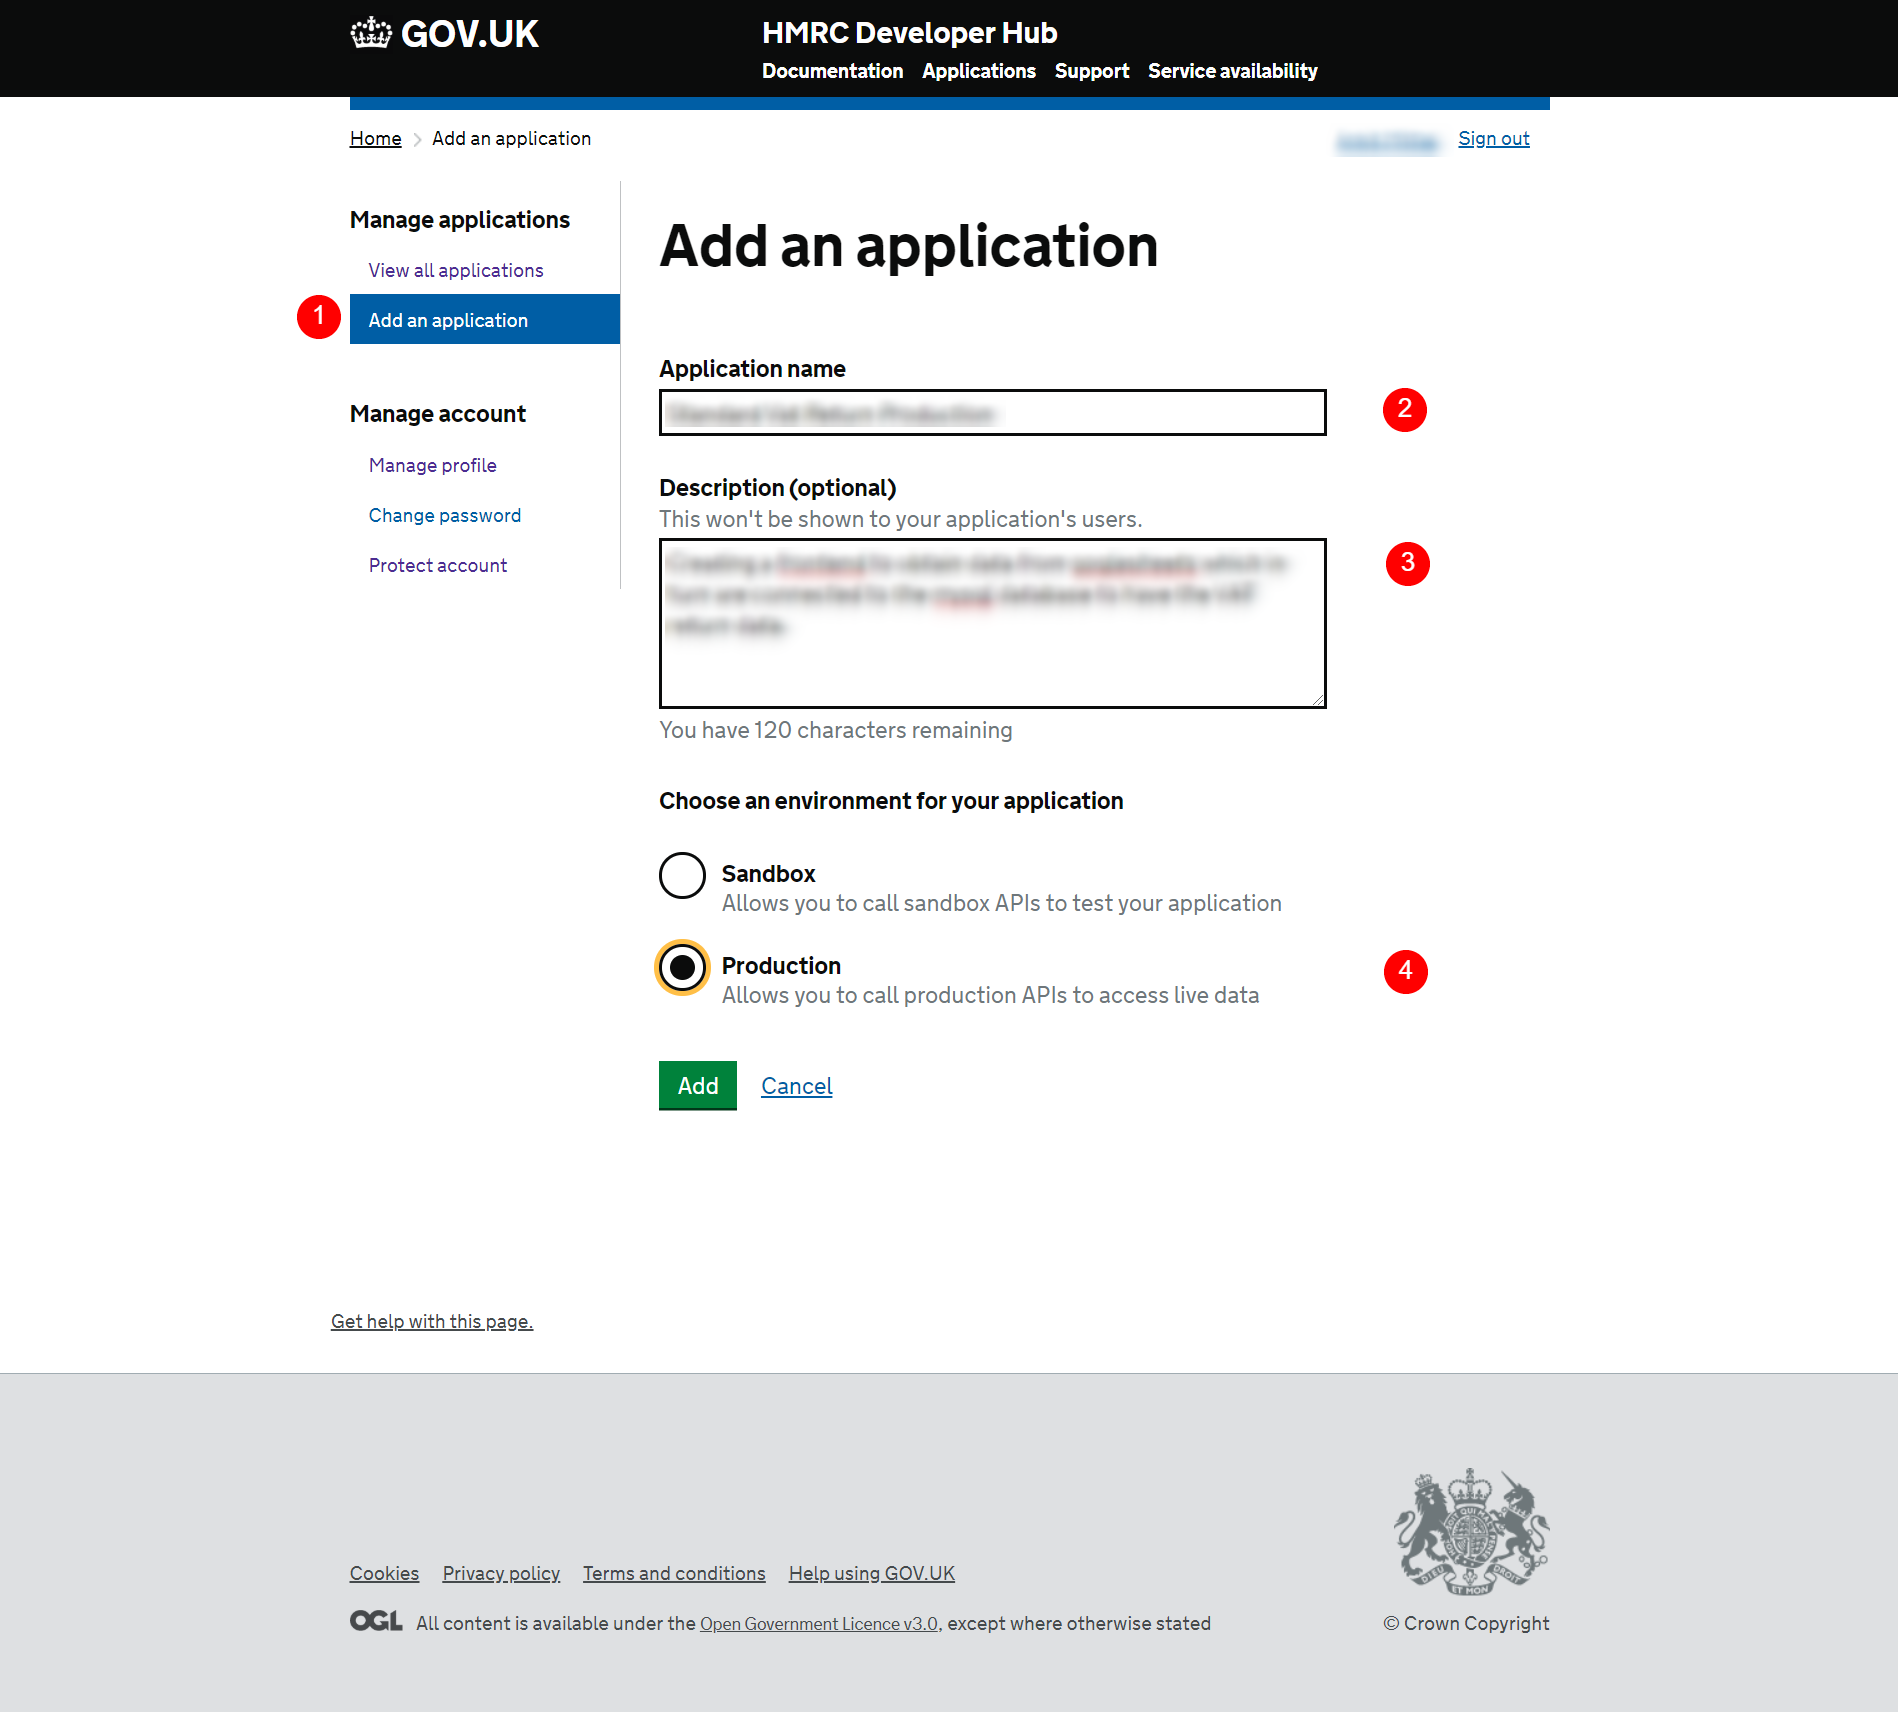 GOV.UK
HMRC Developer Hub
Documentation Applications Support Service availability
Home Add an application
Sign out
Manage applications
View all applications
1
Add an application
Manage account
Manage profile
Change password
Protect account
Add an application
Application name
2
Description (optional)
This won't be shown to your application's users.
3
You have 120 characters remaining
Choose an environment for your application
Sandbox
Allows you to call sandbox APIs to test your application
Production
4
Allows you to call production APIs to access live data
Add Cancel
Get help with this page.
Cookies Privacy policy Terms and conditions Help using GOV.UK
OGL All content is available under the Open Government Licence v3.0, except where otherwise stated
DIEU ET MON DROIT
© Crown Copyright